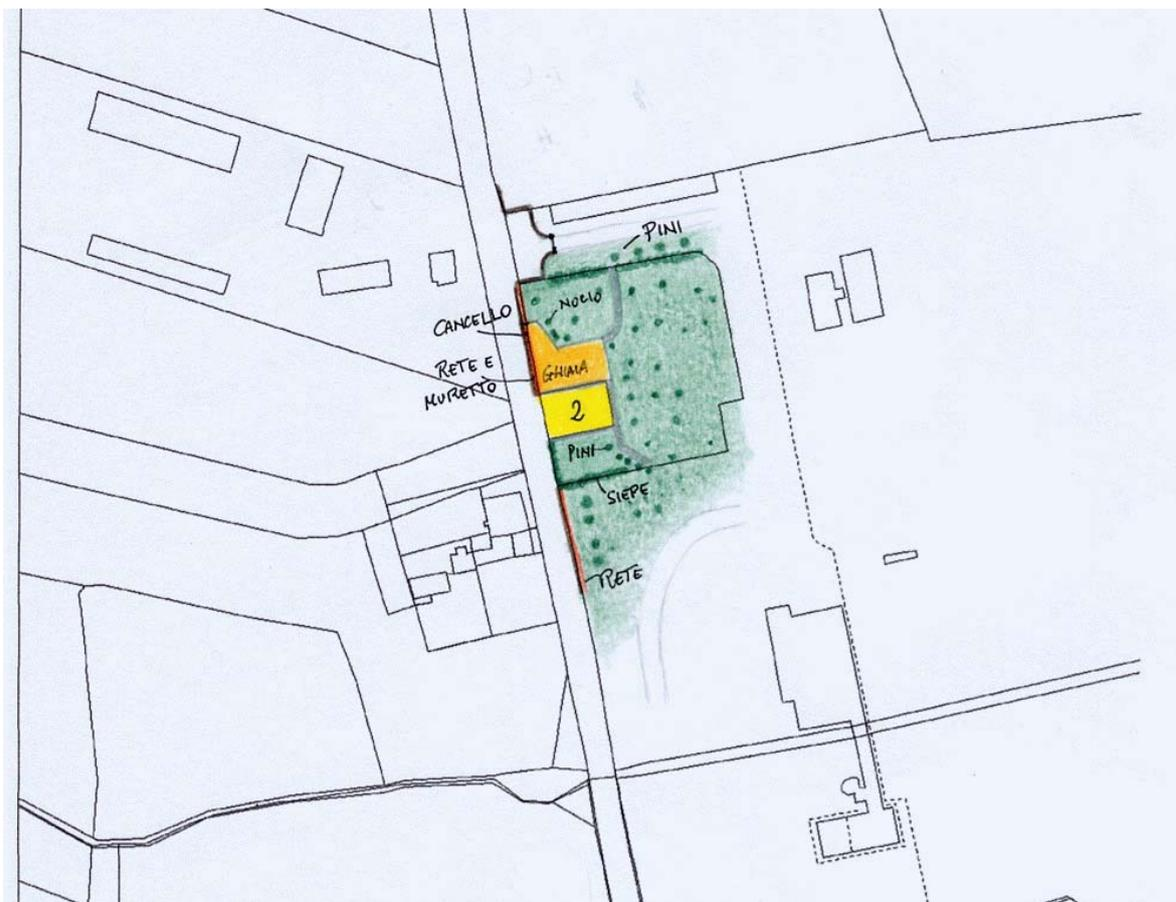 PINI
NOCIO
CANCELLO
RETE E
MURETTO
GHIAIA
2
PINI
SIEPE
RETE